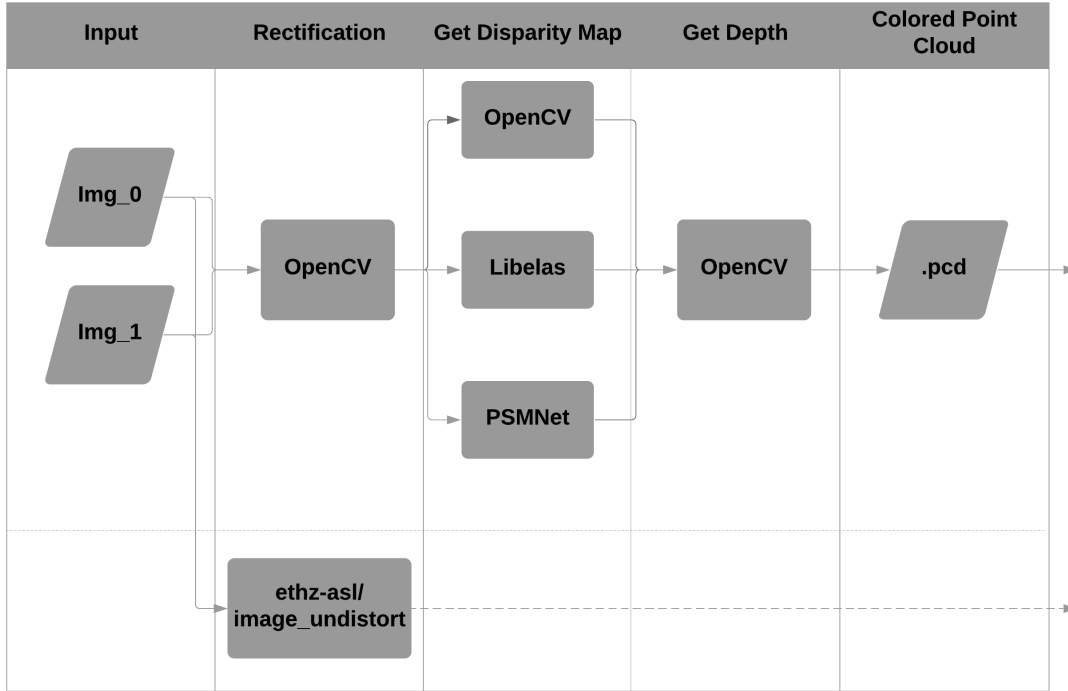 Input
Rectification
Get Disparity Map
Get Depth
Colored Point
Cloud
Img_0
Img_1
OpenCV
OpenCV
Libelas
PSMNet
OpenCV
.pcd
ethz-asl/
image_undistort